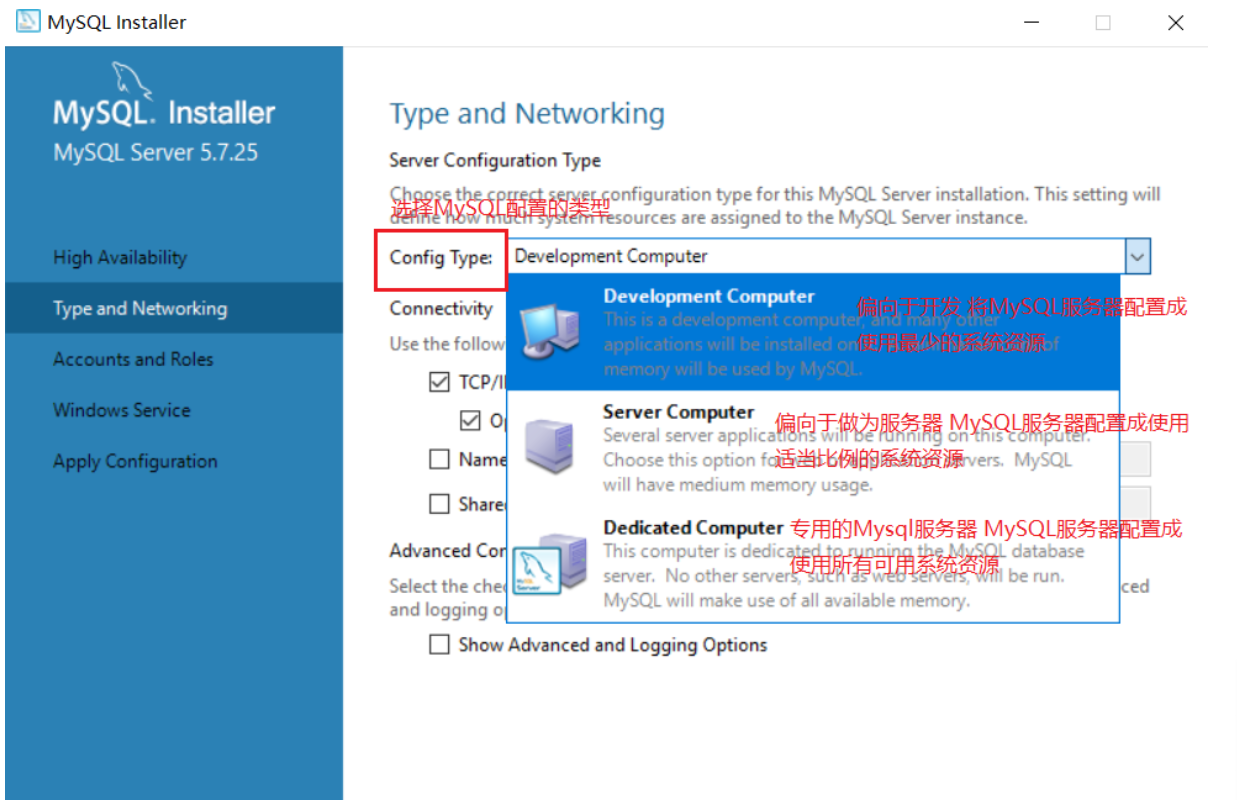 MySQL Installer
MySQL. Installer
MySQL Server 5.7.25
High Availability
Type and Networking
Accounts and Roles
Windows Service
Apply Configuration
Type and Networking
Server Configuration Type
Choose the correct server configuration type for this MySQL Server installation. This setting will
选择MySQL配置的类型
define how much system resources are assigned to the MySQL Server instance.
Config Type:
Development Computer
Development Computer
偏向于开发 将MySQL服务器配置成
This is a development computer, and many other
使用最少的系统资源
applications will be installed on of
memory will be used by MySQL.
Server Computer
偏向于做为服务器 MySQL服务器配置成使用
Several server applications will be running on this computer.
适当比例的系统资源
Choose this option for servers. MySQL
will have medium memory usage.
Dedicated Computer
专用的Mysql服务器 MySQL服务器配置成
This computer is dedicated to running the MySQL database
使用所有可用系统资源
server. No other servers, such as web servers, will be run.
MySQL will make use of all available memory.
Connectivity
Use the follow
TCP/I
O
Name
Share
Advanced Cor
Select the che ced
and logging o
Show Advanced and Logging Options